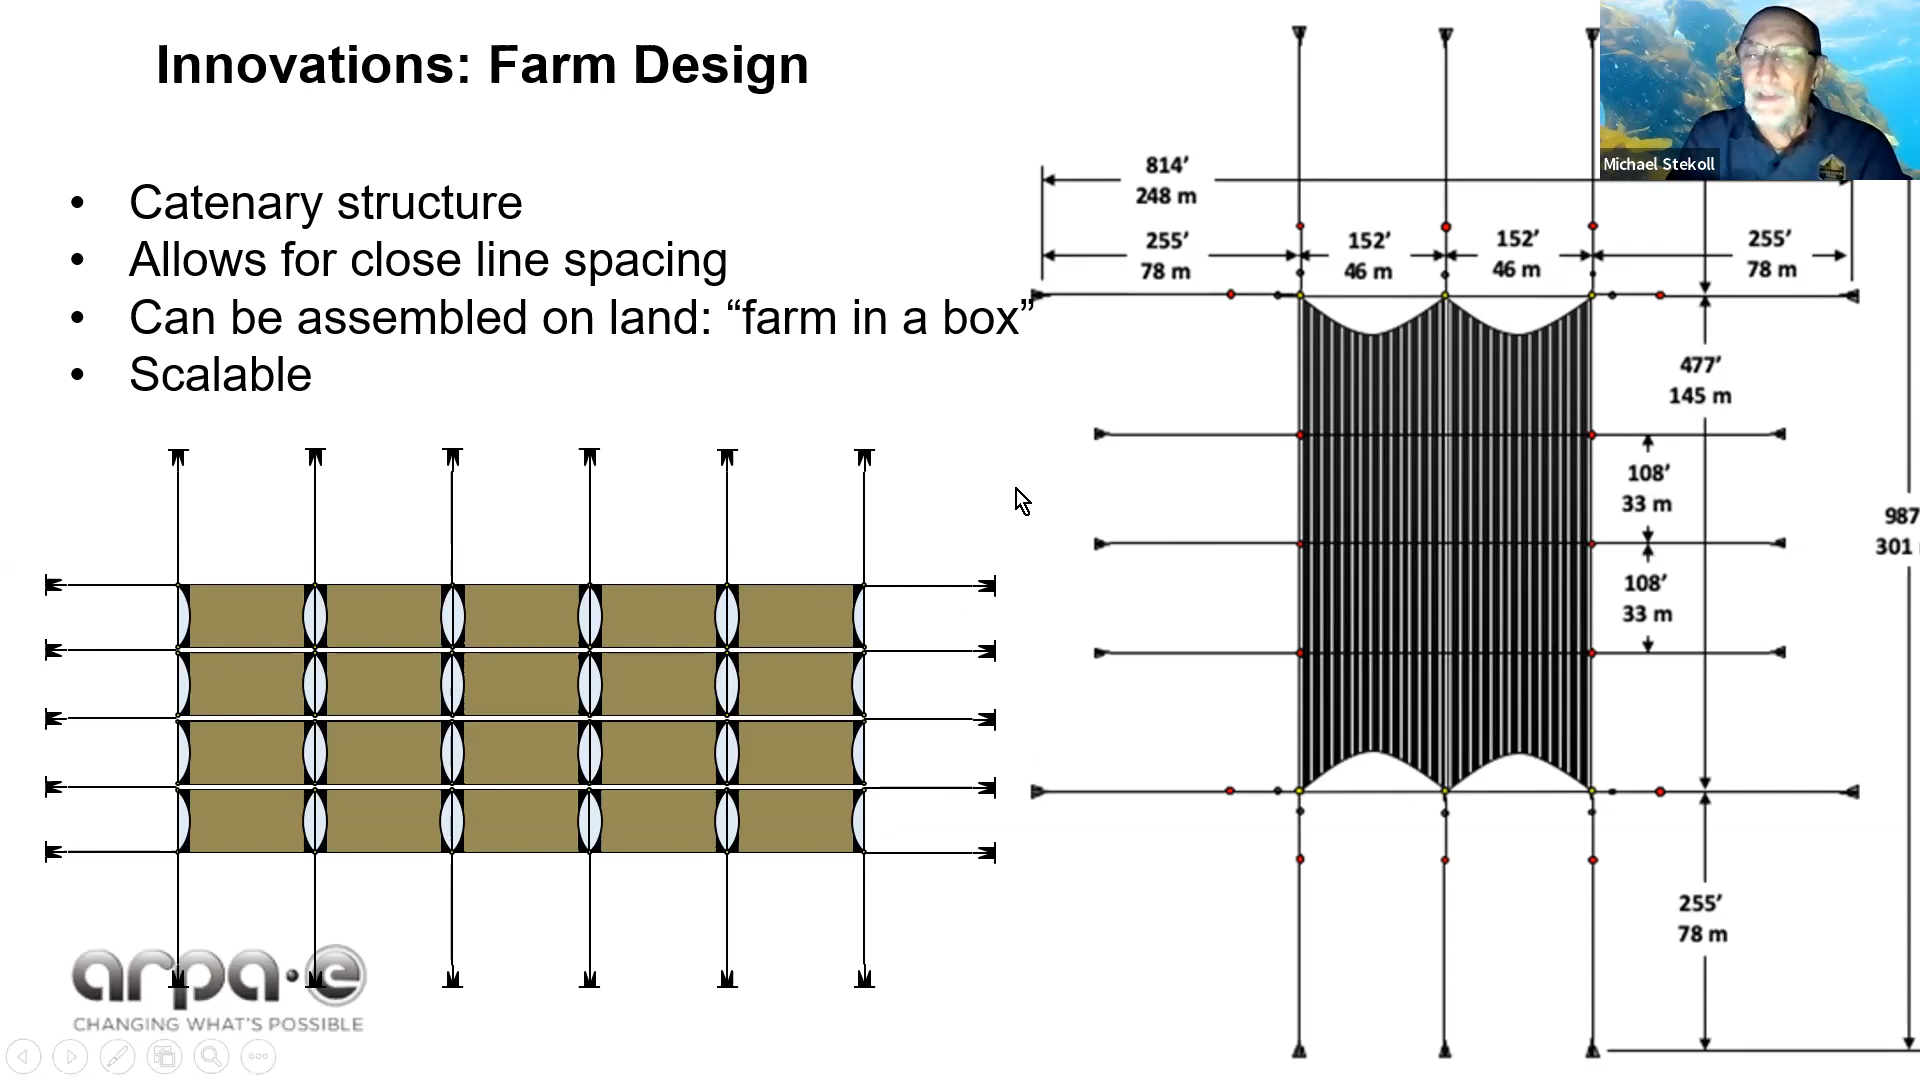 Innovations: Farm Design
• Catenary structure
• Allows for close line spacing
• Can be assembled on land: “farm in a box”
• Scalable
arpa·e
CHANGING WHAT'S POSSIBLE
814’
248 m
255’
78 m
152’
46 m
152’
46 m
255’
78 m
477’
145 m
108’
33 m
108’
33 m
987
301
255’
78 m
Michael Stekoll